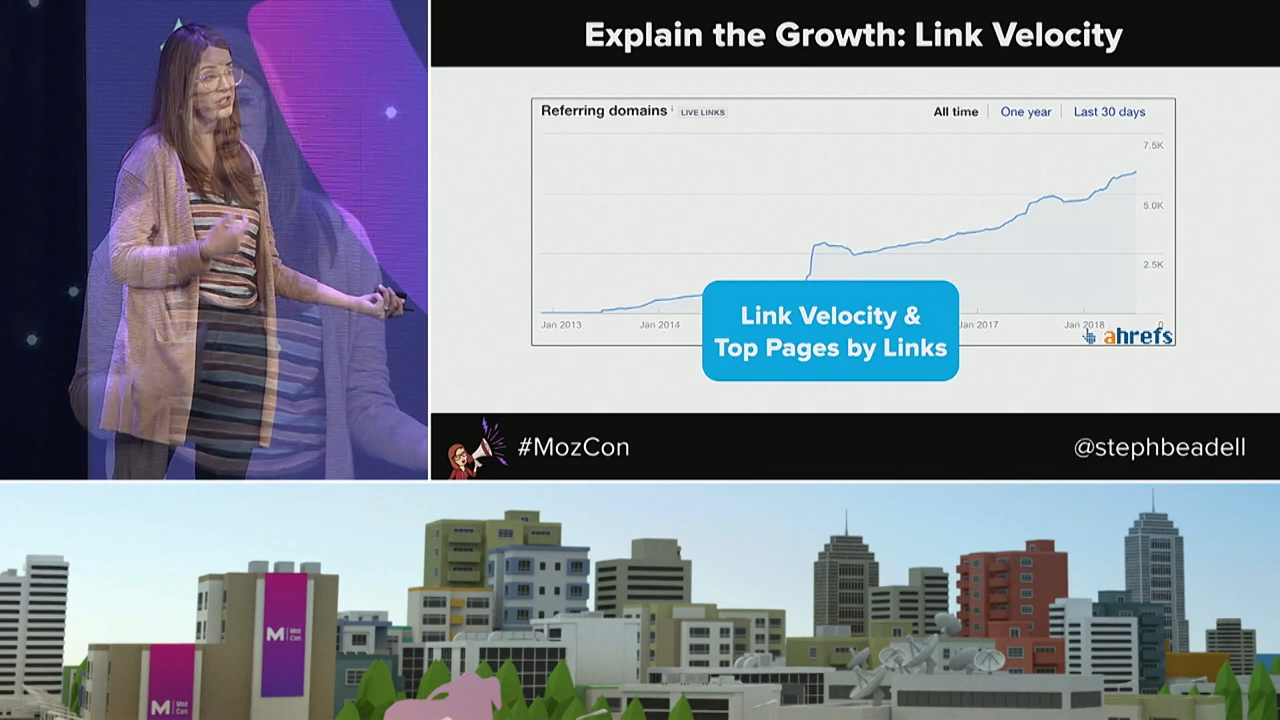 Explain the Growth: Link Velocity
Referring domains LIVE LINKS
All time One year Last 30 days
7.5K
5.0K
2.5K
Link Velocity &
Top Pages by Links
Jan 2013 Jan 2014 Jan 2017 Jan 2018 0
ahrefs
#MozCon
@stephbeadell
M Moz
Con
M Moz
Con